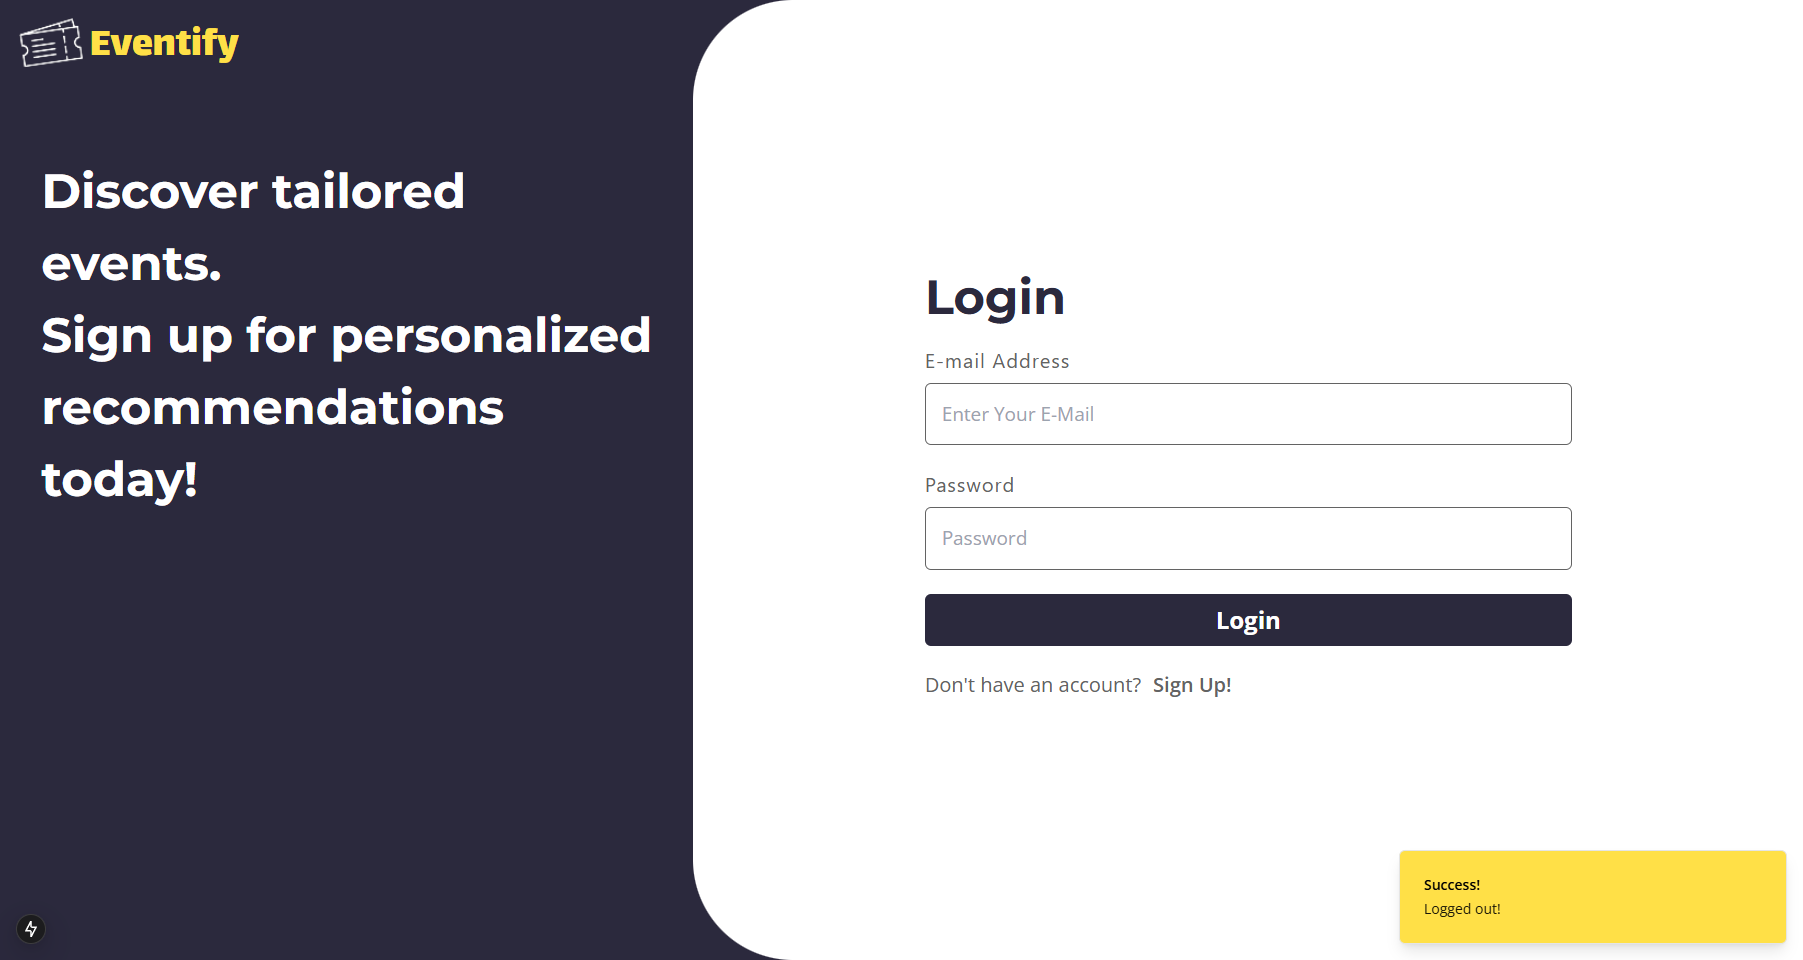 Eventify
Discover tailored
events.
Sign up for personalized
recommendations
today!
Login
E-mail Address
Enter Your E-Mail
Password
Password
Login
Don't have an account? Sign Up!
Success!
Logged out!